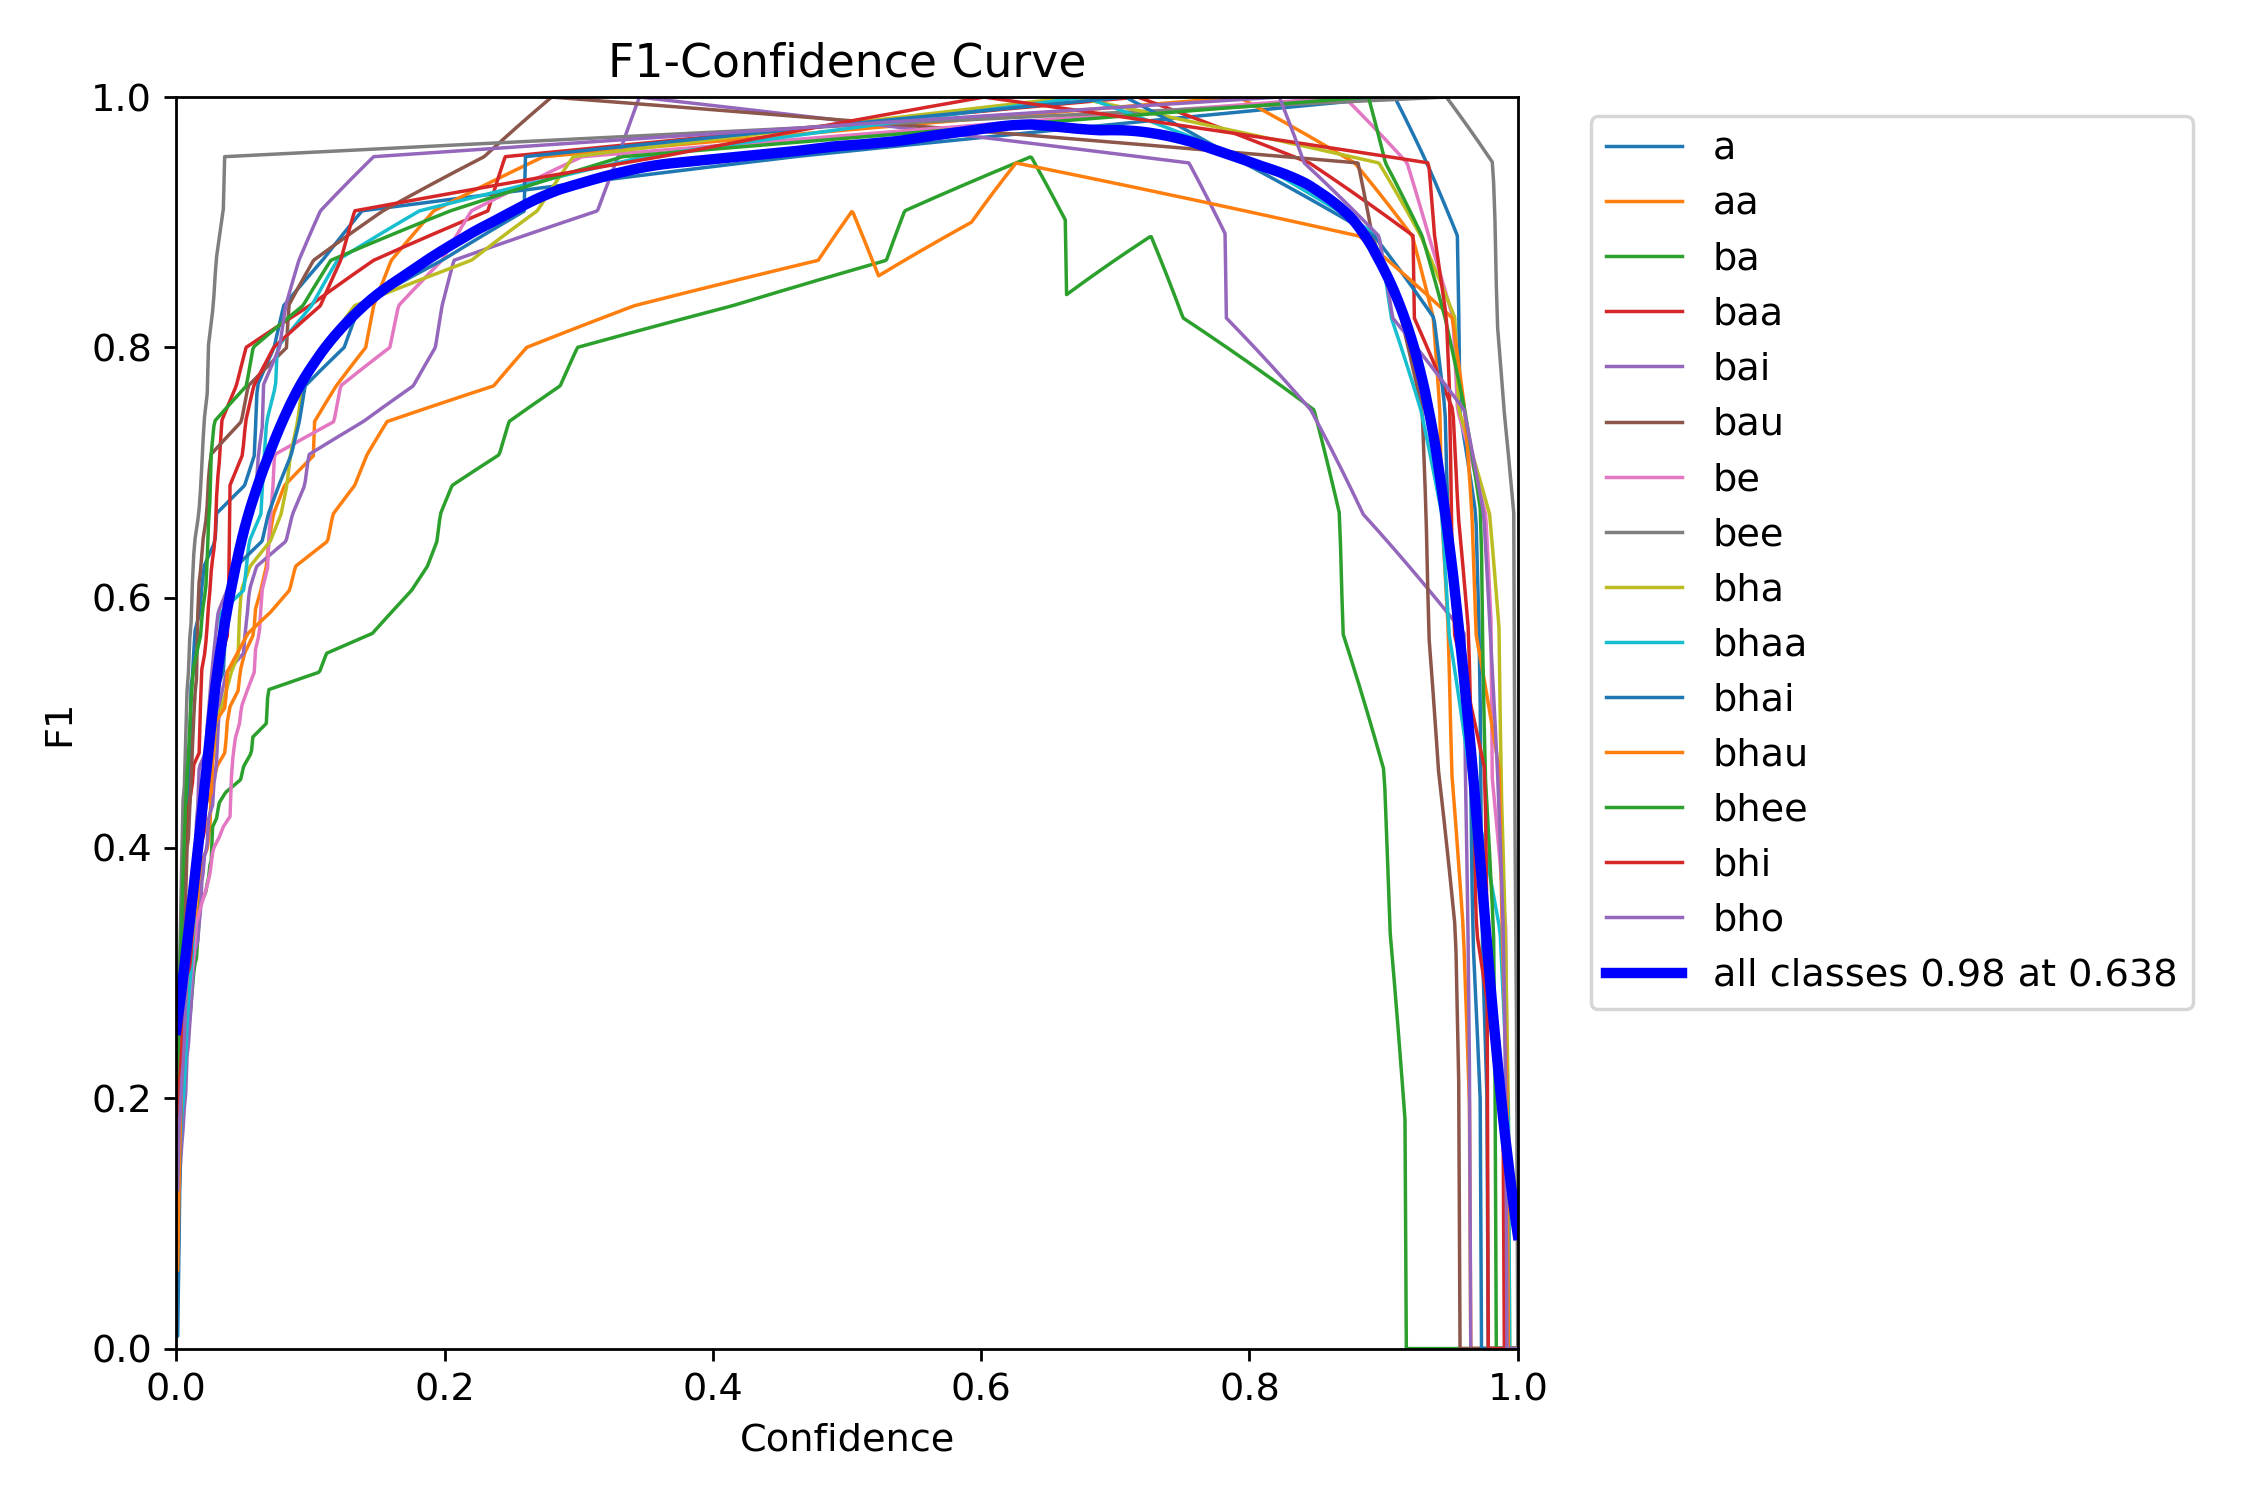 F1-Confidence Curve
1.0
0.8
0.6
0.4
0.2
0.0
F1
0.0 0.2 0.4 0.6 0.8 1.0
Confidence
a
aa
ba
baa
bai
bau
be
bee
bha
bhaa
bhai
bhau
bhee
bhi
bho
all classes 0.98 at 0.638